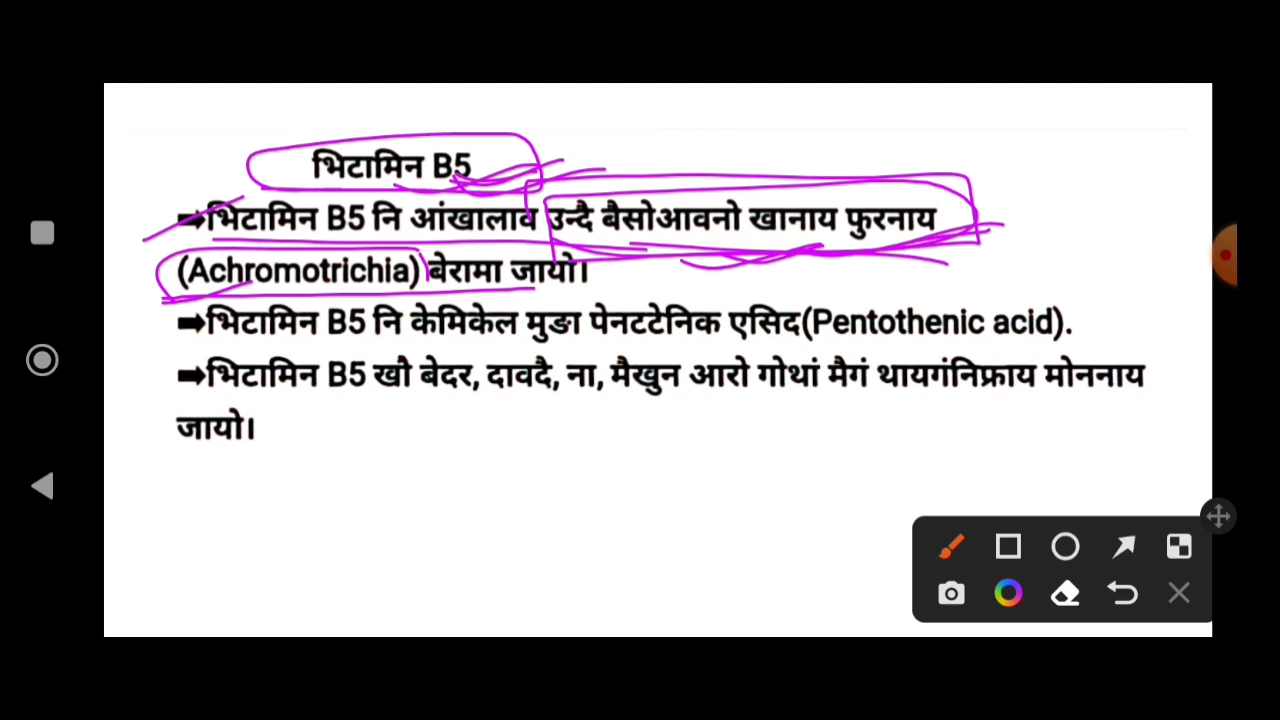 भिटामिन B5
➡भिटामिन B5 नि आंखालाव उन्दै बैसोआवनो खानाय फुरनाय
(Achromotrichia) बेरामा जायो।
➡भिटामिन B5 नि केमिकेल मुङा पेनटटेनिक एसिद(Pentothenic acid).
➡भिटामिन B5 खौ बेदर, दावदै, ना, मैखुन आरो गोथां मैगं थायगंनिफ्राय मोननाय
जायो।